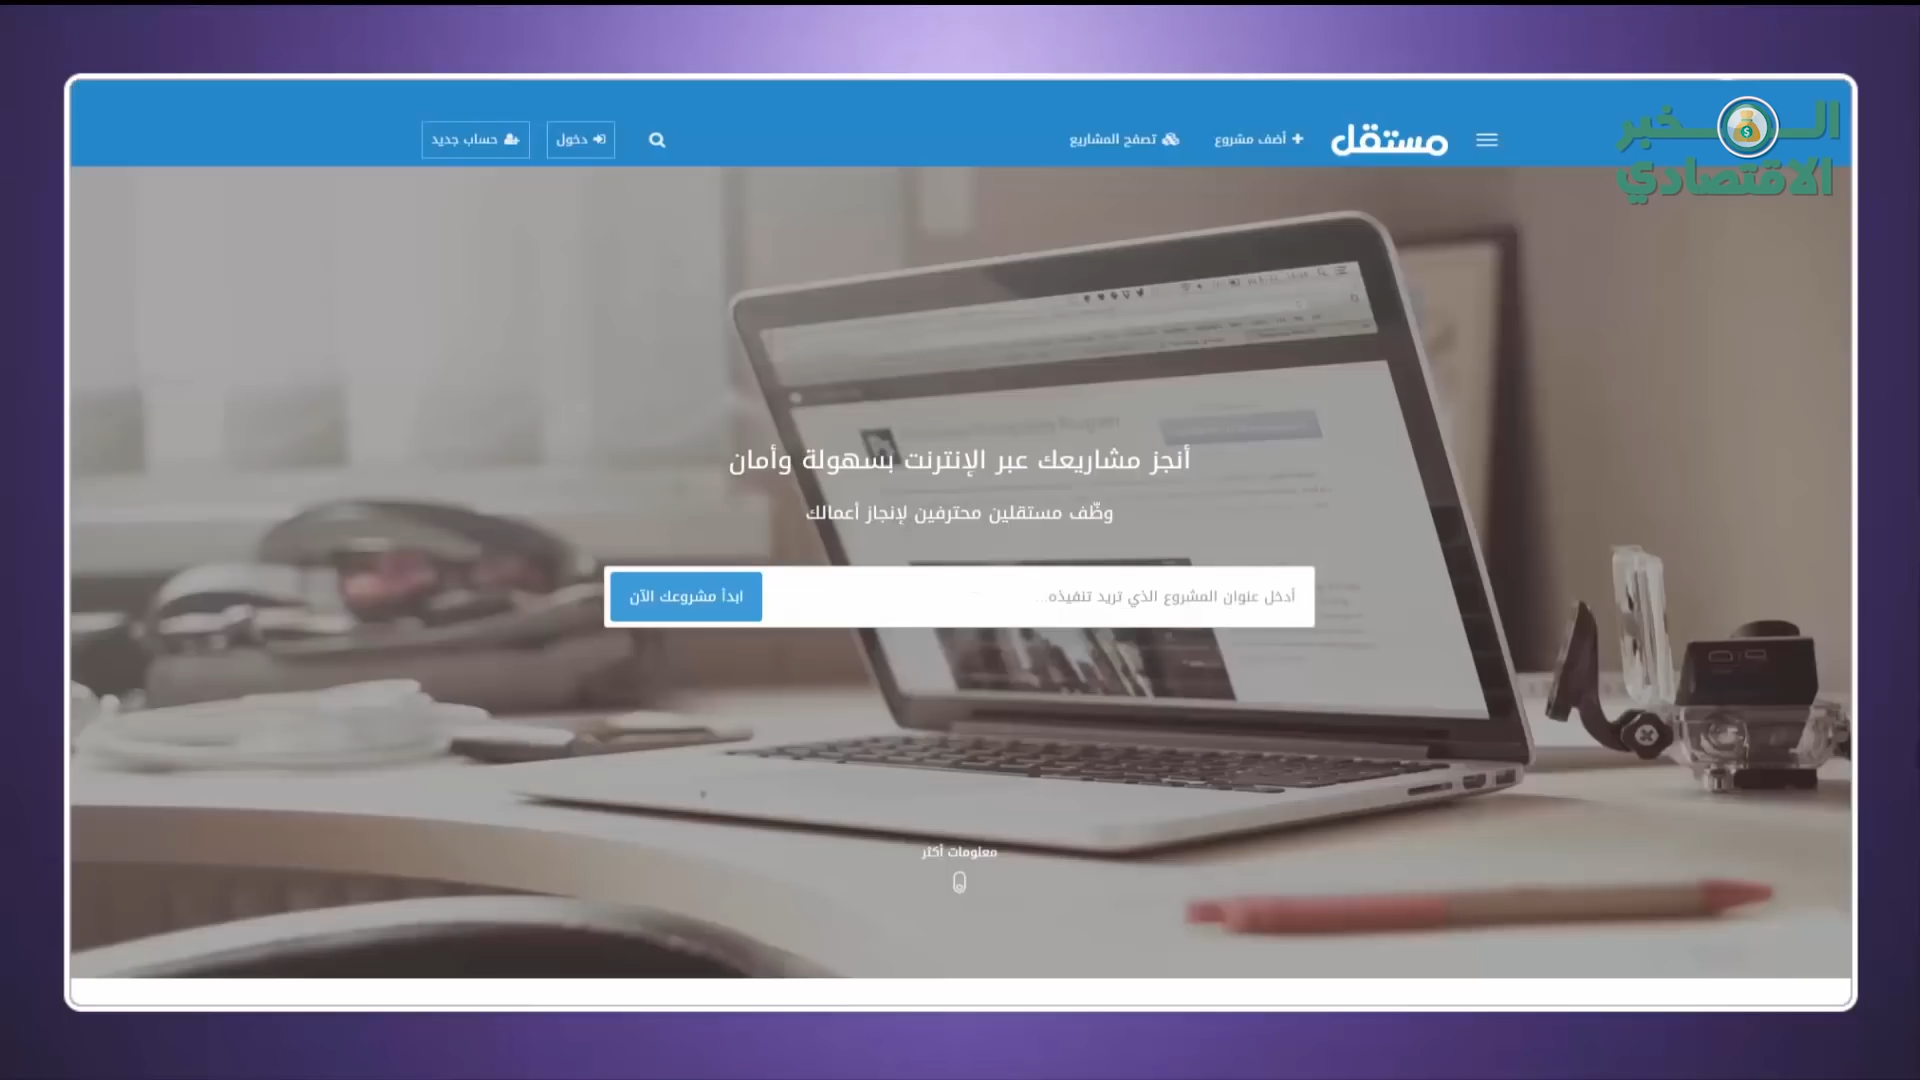 المخبر
الاقتصادي
مستقل
أضف مشروع
تصفح المشاريع
دخول
حساب جديد
أنجز مشاريعك عبر الإنترنت بسهولة وأمان
وظّف مستقلين محترفين لإنجاز أعمالك
أدخل عنوان المشروع الذي تريد تنفيذه...
ابدأ مشروعك الآن
معلومات أكثر